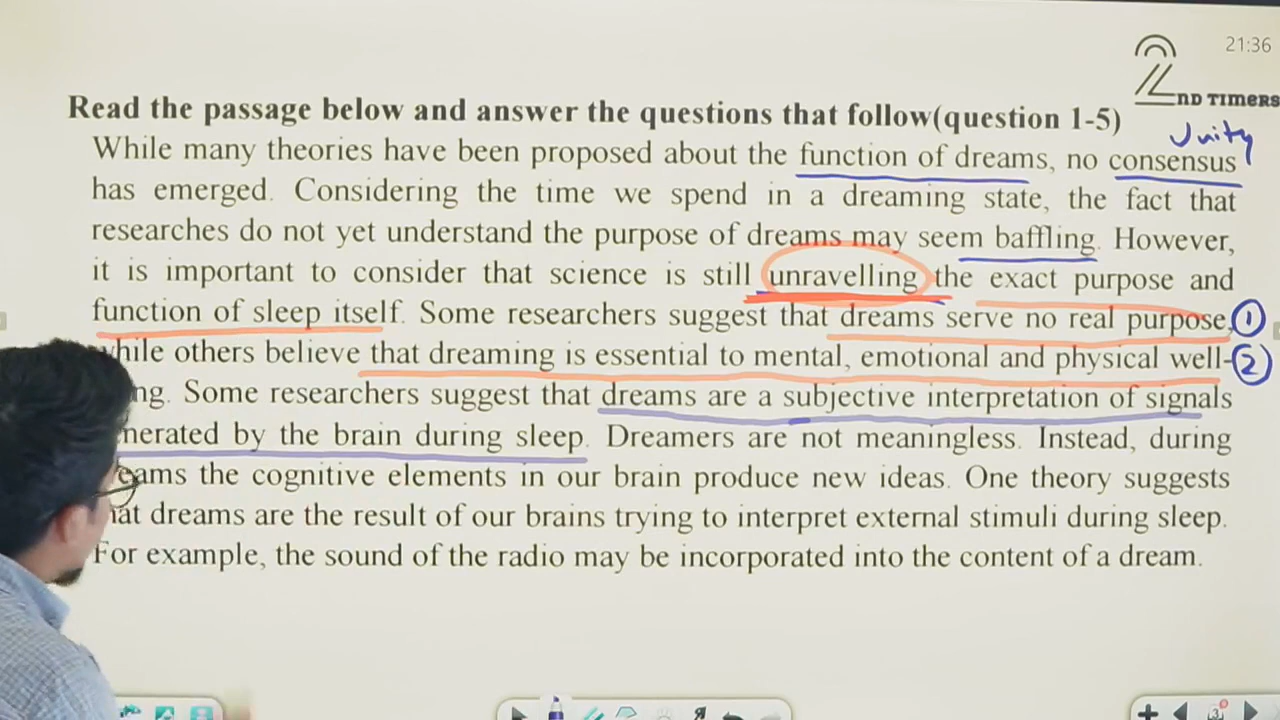 21:36
2ND TIMERS
Read the passage below and answer the questions that follow(question 1-5)
Unity
While many theories have been proposed about the function of dreams, no consensus
has emerged. Considering the time we spend in a dreaming state, the fact that
researches do not yet understand the purpose of dreams may seem baffling. However,
it is important to consider that science is still unravelling the exact purpose and
function of sleep itself. Some researchers suggest that dreams serve no real purpose, 1
while others believe that dreaming is essential to mental, emotional and physical well- 2
ng. Some researchers suggest that dreams are a subjective interpretation of signals
nerated by the brain during sleep. Dreamers are not meaningless. Instead, during
eams the cognitive elements in our brain produce new ideas. One theory suggests
hat dreams are the result of our brains trying to interpret external stimuli during sleep.
For example, the sound of the radio may be incorporated into the content of a dream.